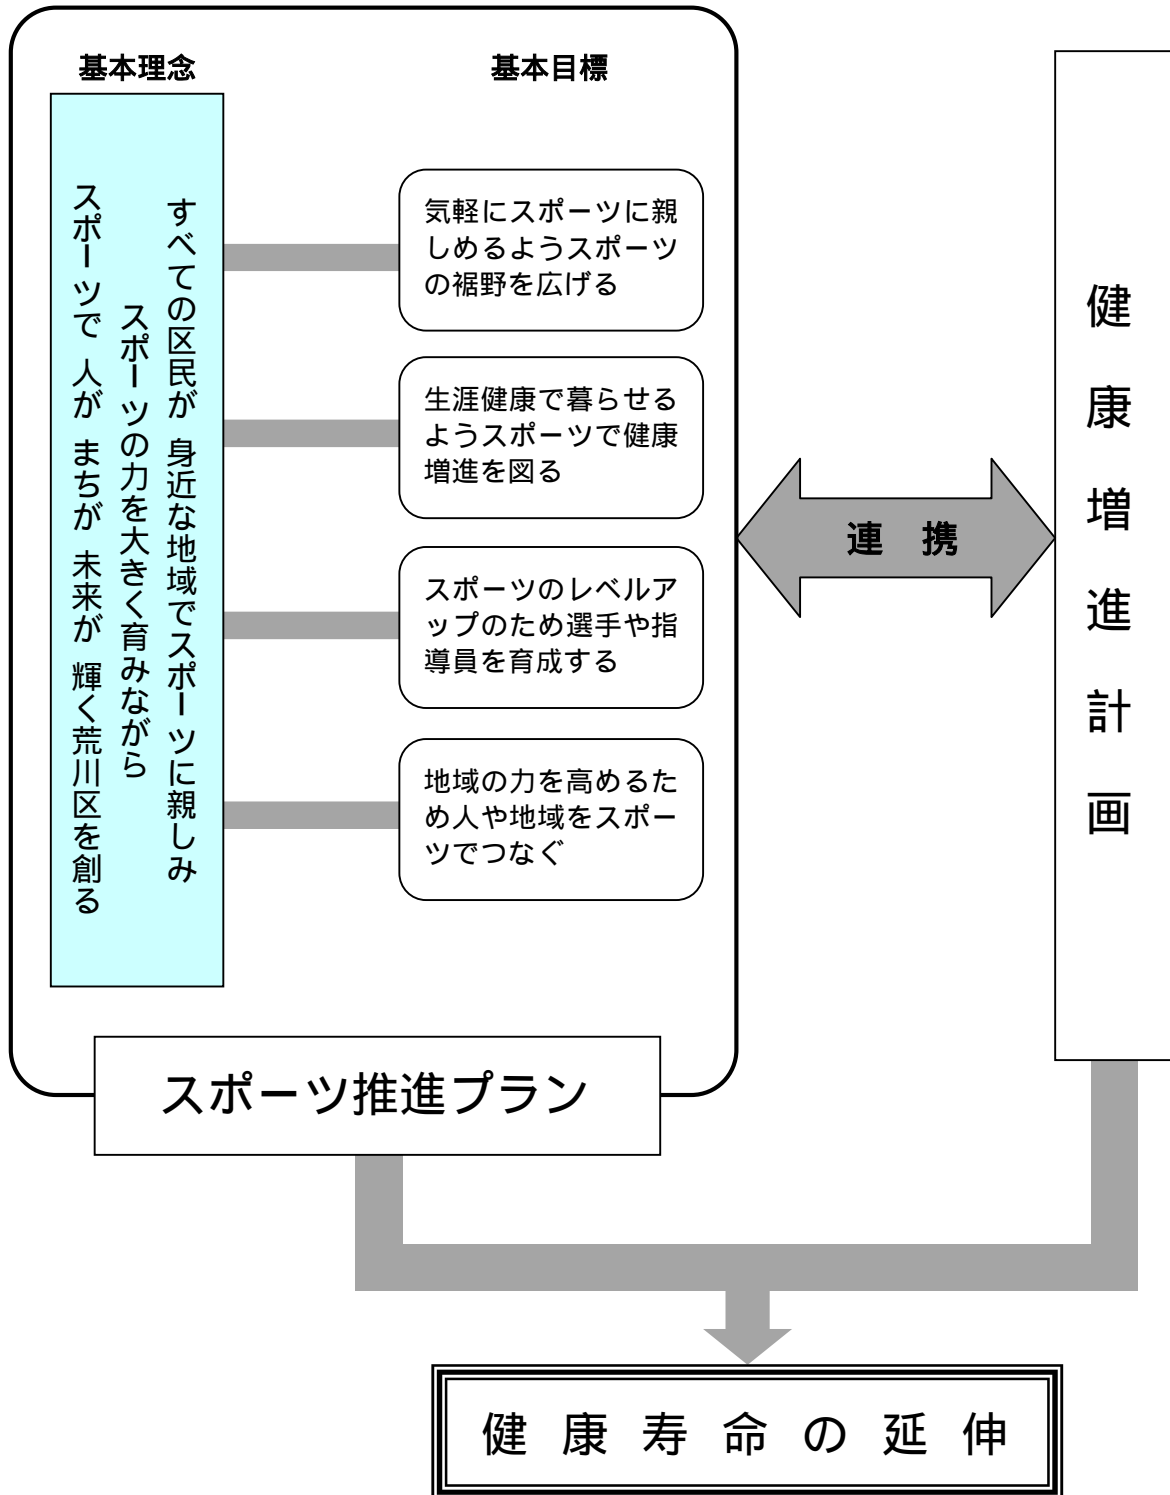 基本理念
基本目標
すべての区民が 身近な地域でスポーツに親しみ
スポーツの力を大きく育みながら
スポーツで 人が まちが 未来が 輝く荒川区を創る
気軽にスポーツに親
しめるようスポーツ
の裾野を広げる
生涯健康で暮らせる
ようスポーツで健康
増進を図る
スポーツのレベルア
ップのため選手や指
導員を育成する
地域の力を高めるた
め人や地域をスポー
ツでつなぐ
連 携
健康増進計画
スポーツ推進プラン
健康寿命の延伸